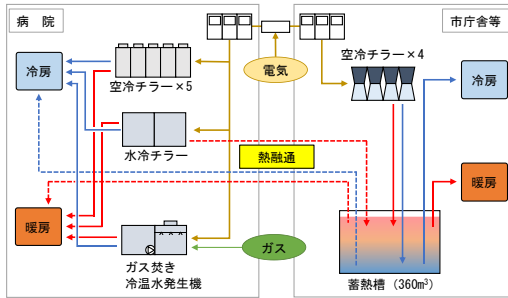 病　院
市庁舎等
冷房
空冷チラー×5
電気
空冷チラー×4
冷房
水冷チラー
熱融通
暖房
暖房
ガス
ガス焚き
冷温水発生機
蓄熱槽（360m³）